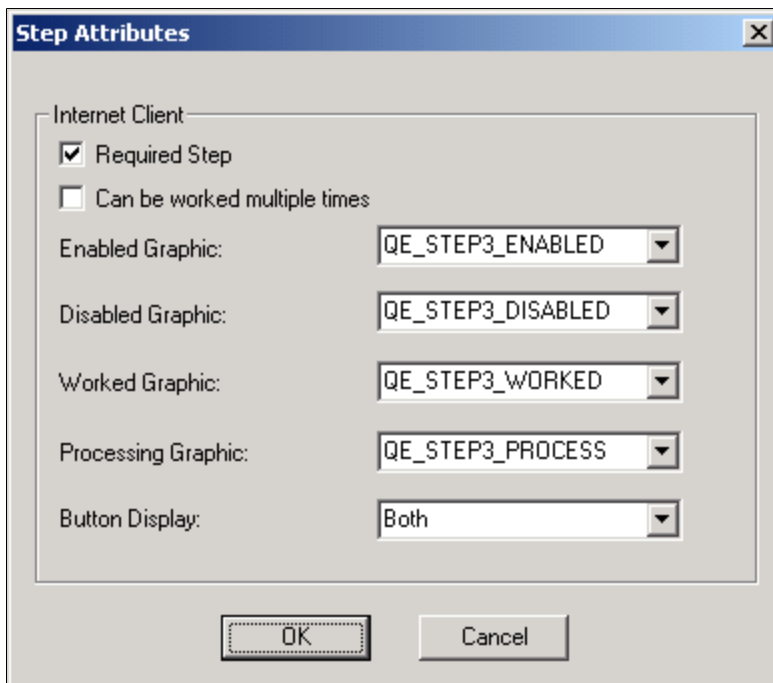 Step Attributes
Internet Client
Required Step
Can be worked multiple times
Enabled Graphic: QE_STEP3_ENABLED
Disabled Graphic: QE_STEP3_DISABLED
Worked Graphic: QE_STEP3_WORKED
Processing Graphic: QE_STEP3_PROCESS
Button Display: Both
OK Cancel